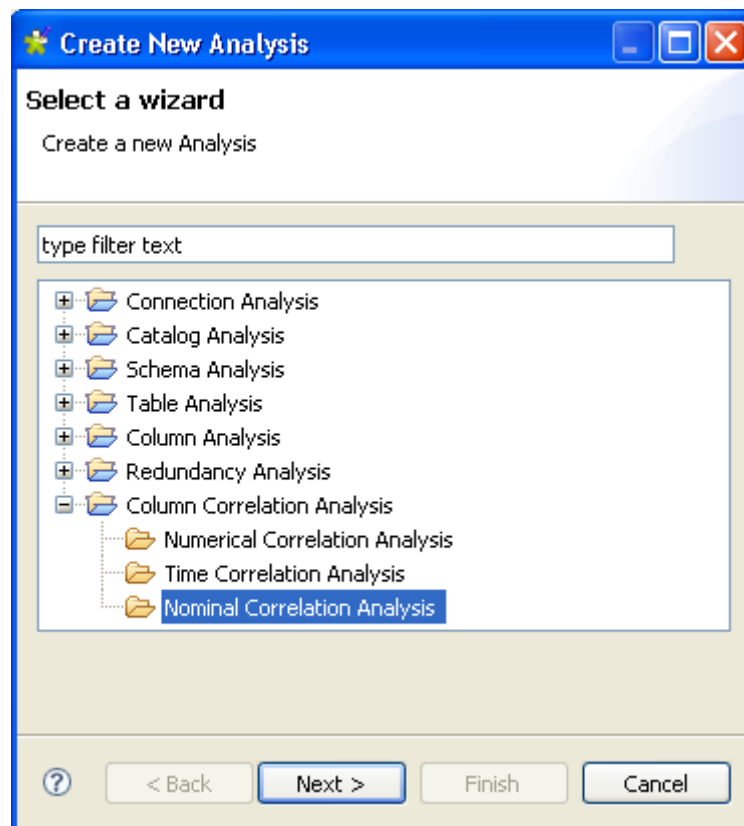 Create New Analysis
Select a wizard
Create a new Analysis
type filter text
Connection Analysis
Catalog Analysis
Schema Analysis
Table Analysis
Column Analysis
Redundancy Analysis
Column Correlation Analysis
Numerical Correlation Analysis
Time Correlation Analysis
Nominal Correlation Analysis
? < Back Next > Finish Cancel